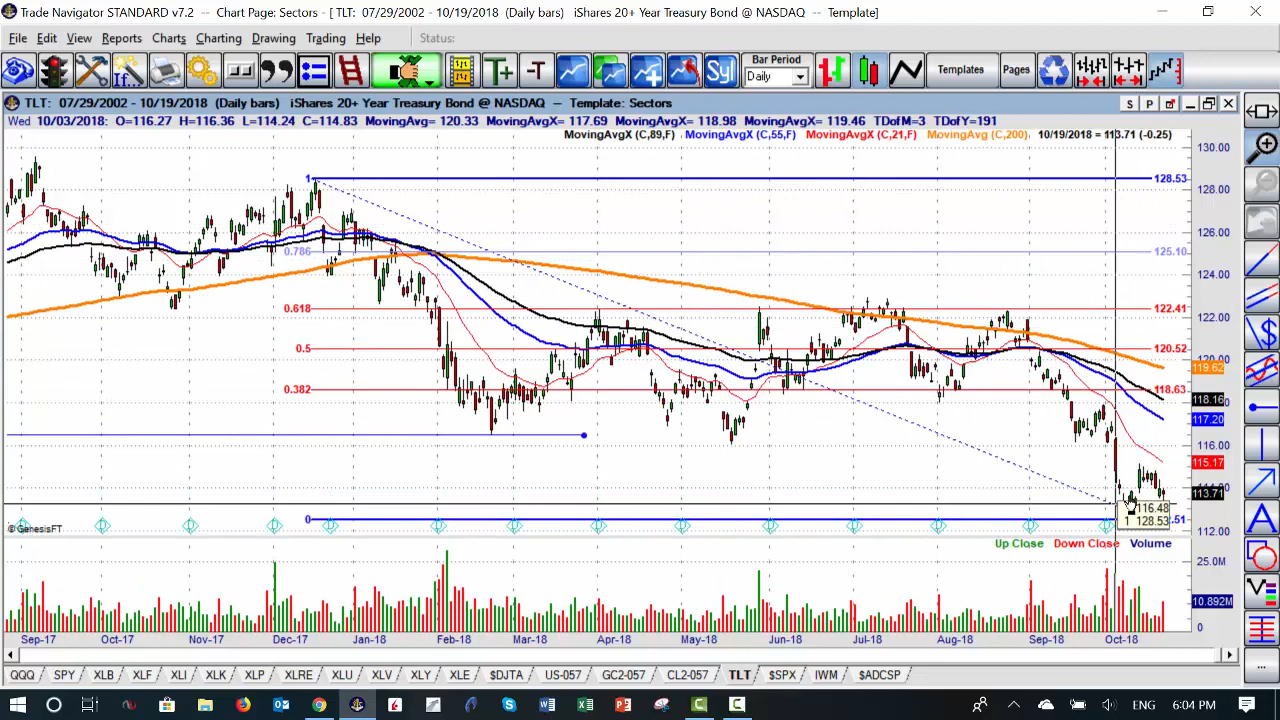 Trade Navigator STANDARD v7.2 - Chart Page: Sectors - [ TLT: 07/29/2002 - 10/19/2018 (Daily bars) iShares 20+ Year Treasury Bond @ NASDAQ - Template]
File Edit View Reports Charts Charting Drawing Trading Help Status:
If Syl Bar Period Daily Templates Pages
TLT: 07/29/2002 - 10/19/2018 (Daily bars) iShares 20+ Year Treasury Bond @ NASDAQ - Template: Sectors S P
Wed 10/03/2018: O=116.27 H=116.36 L=114.24 C=114.83 MovingAvg= 120.33 MovingAvgX= 117.69 MovingAvgX= 118.98 MovingAvgX= 119.46 TDofM=3 TDofY=191
MovingAvgX (C,89,F) MovingAvgX (C,55,F) MovingAvgX (C,21,F) MovingAvg (C,200) 10/19/2018 = 113.71 (-0.25)
130.00
1 128.53
128.00
126.00
0.786 125.10
124.00
0.618 122.41
122.00
0.5 120.52
120.00
119.62
0.382 118.63
118.16
117.20
116.00
115.17
114.00
113.71
116.48
1 128.53
0 .51
©GenesisFT
112.00
Up Close Down Close Volume
25.0M
10.892M
0
Sep-17 Oct-17 Nov-17 Dec-17 Jan-18 Feb-18 Mar-18 Apr-18 May-18 Jun-18 Jul-18 Aug-18 Sep-18 Oct-18
QQQ SPY XLB XLF XLI XLK XLP XLRE XLU XLV XLY XLE $DJTA US-057 GC2-057 CL2-057 TLT $SPX IWM $ADCSP
ENG 6:04 PM